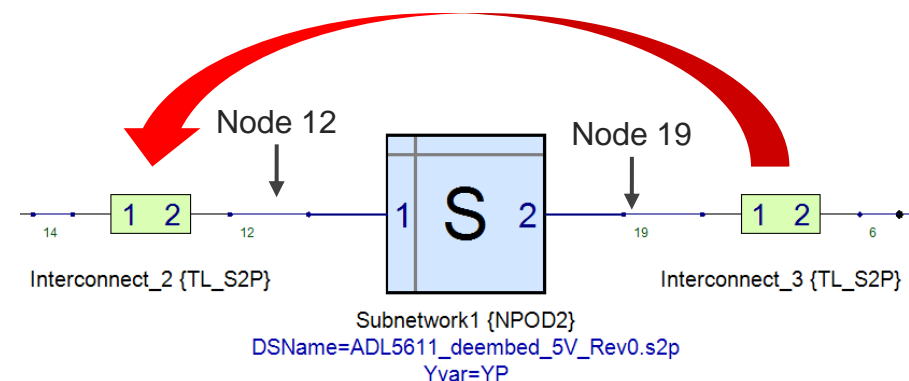 Node 12
Node 19
1 2
1 S 2
1 2
14
12
19
6
Interconnect_2 {TL_S2P}
Interconnect_3 {TL_S2P}
Subnetwork1 {NPOD2}
DSName=ADL5611_deembed_5V_Rev0.s2p
Yvar=YP